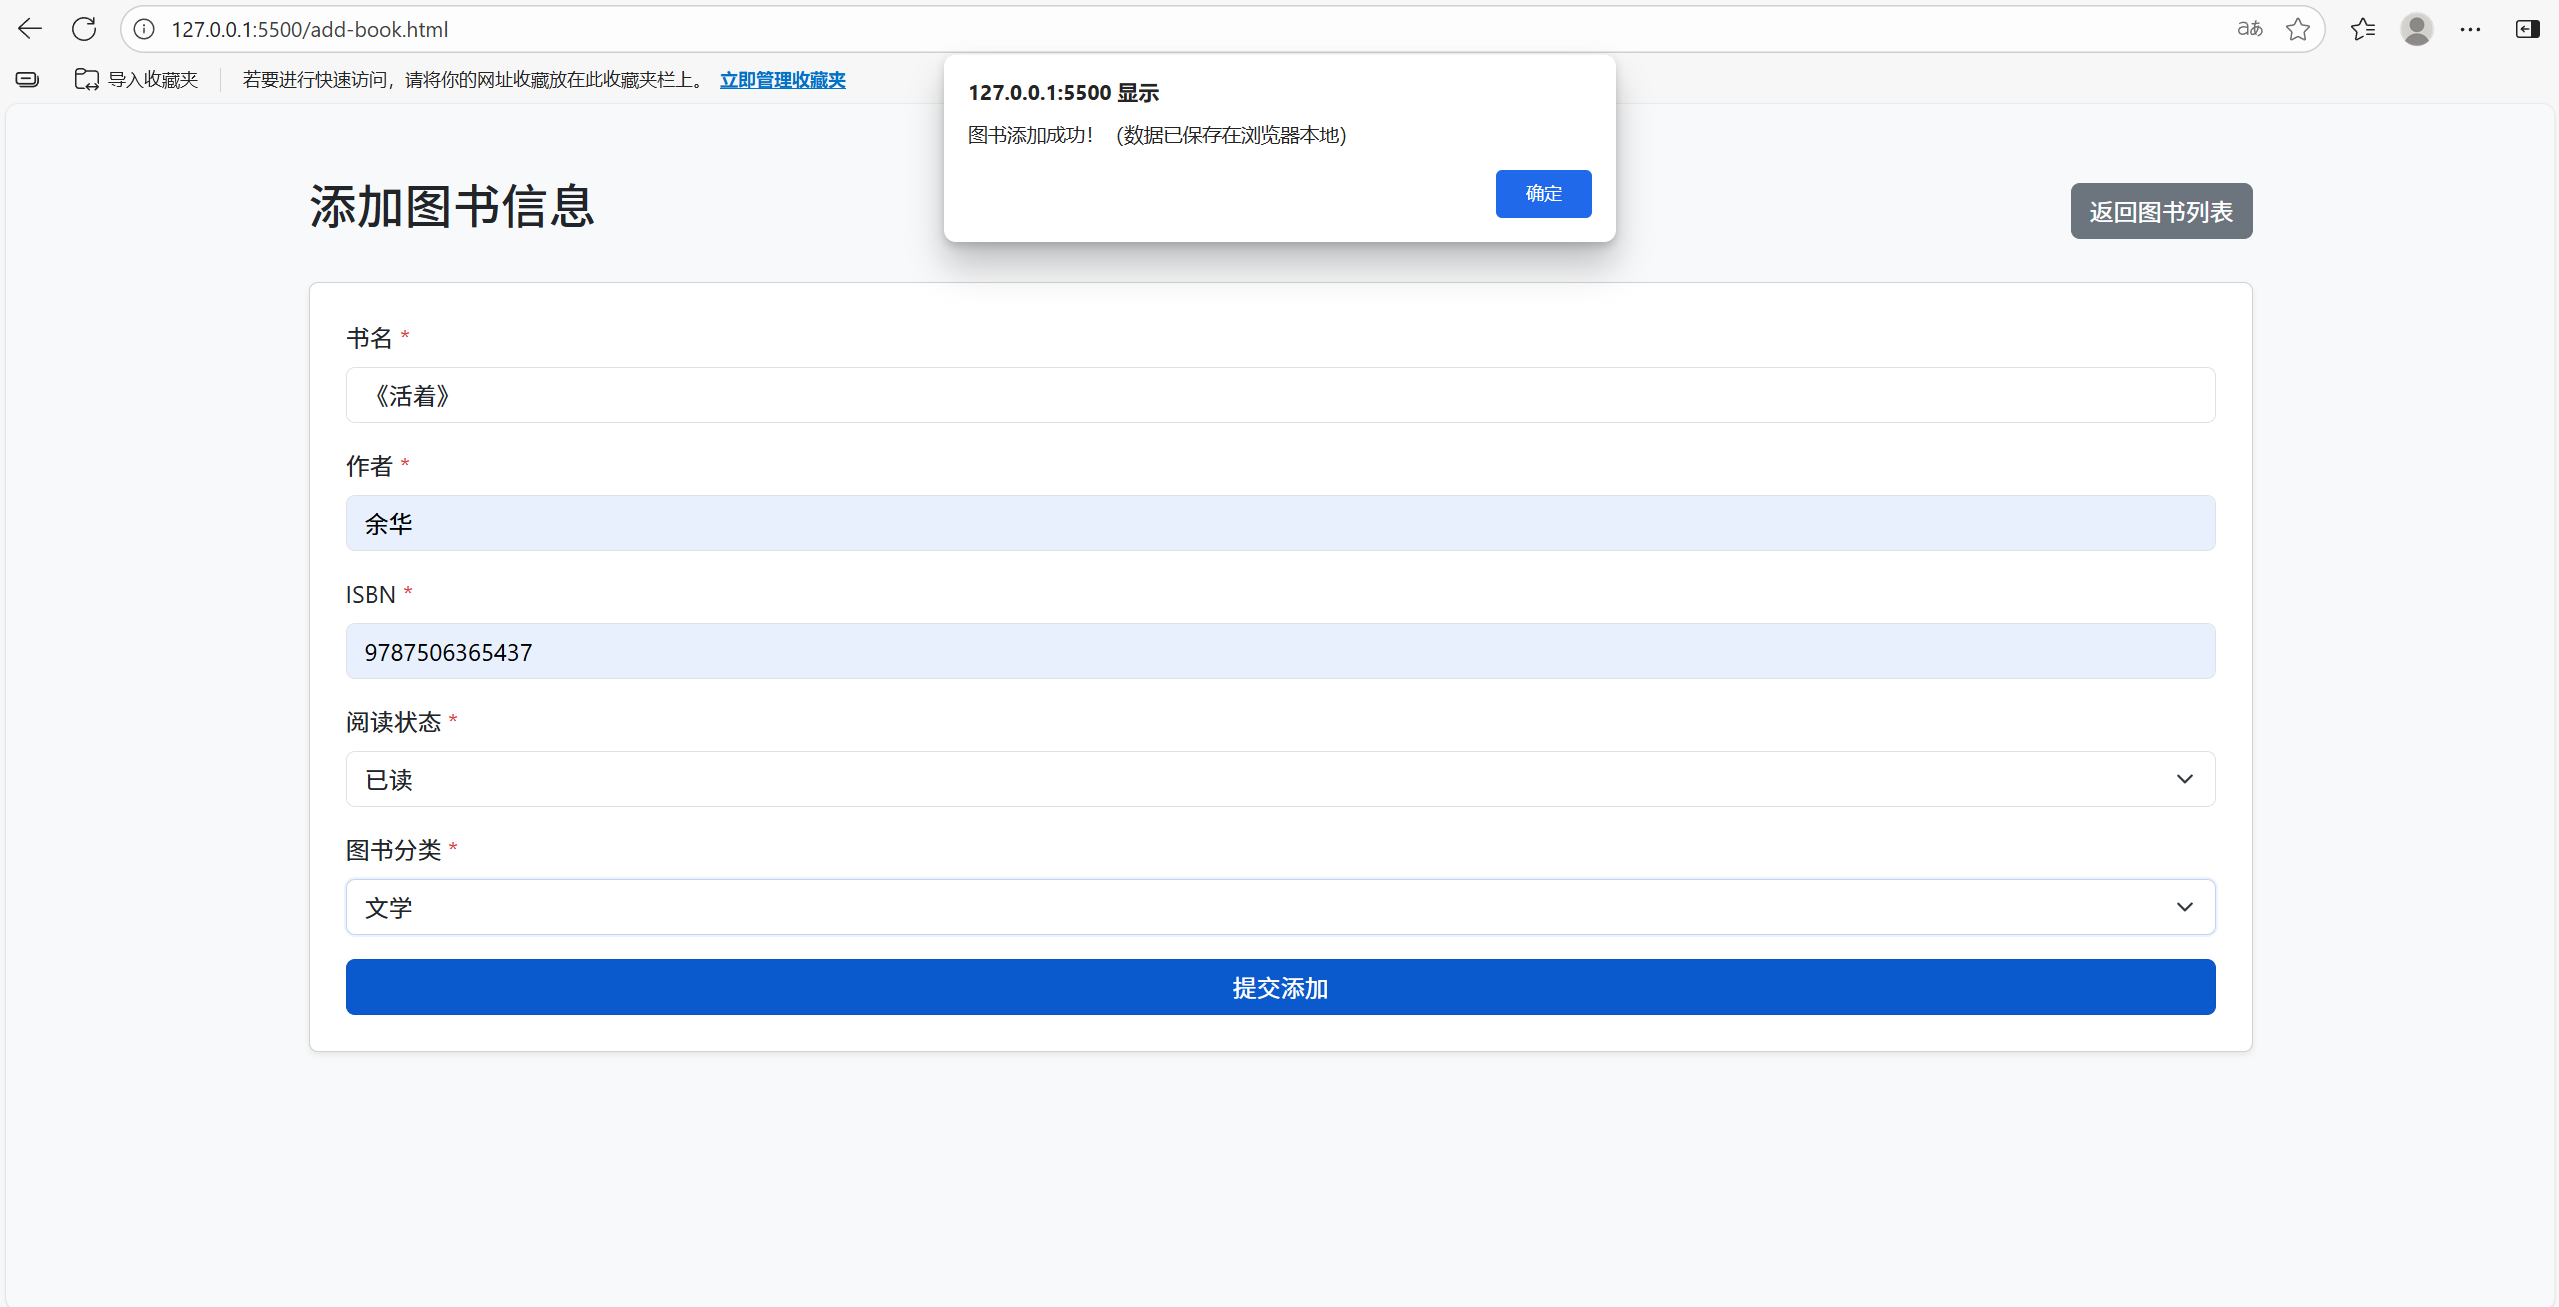 127.0.0.1:5500/add-book.html
aあ
导入收藏夹
若要进行快速访问，请将你的网址收藏放在此收藏夹栏上。 立即管理收藏夹
127.0.0.1:5500 显示
图书添加成功！（数据已保存在浏览器本地）
确定
添加图书信息
返回图书列表
书名 *
《活着》
作者 *
余华
ISBN *
9787506365437
阅读状态 *
已读
图书分类 *
文学
提交添加